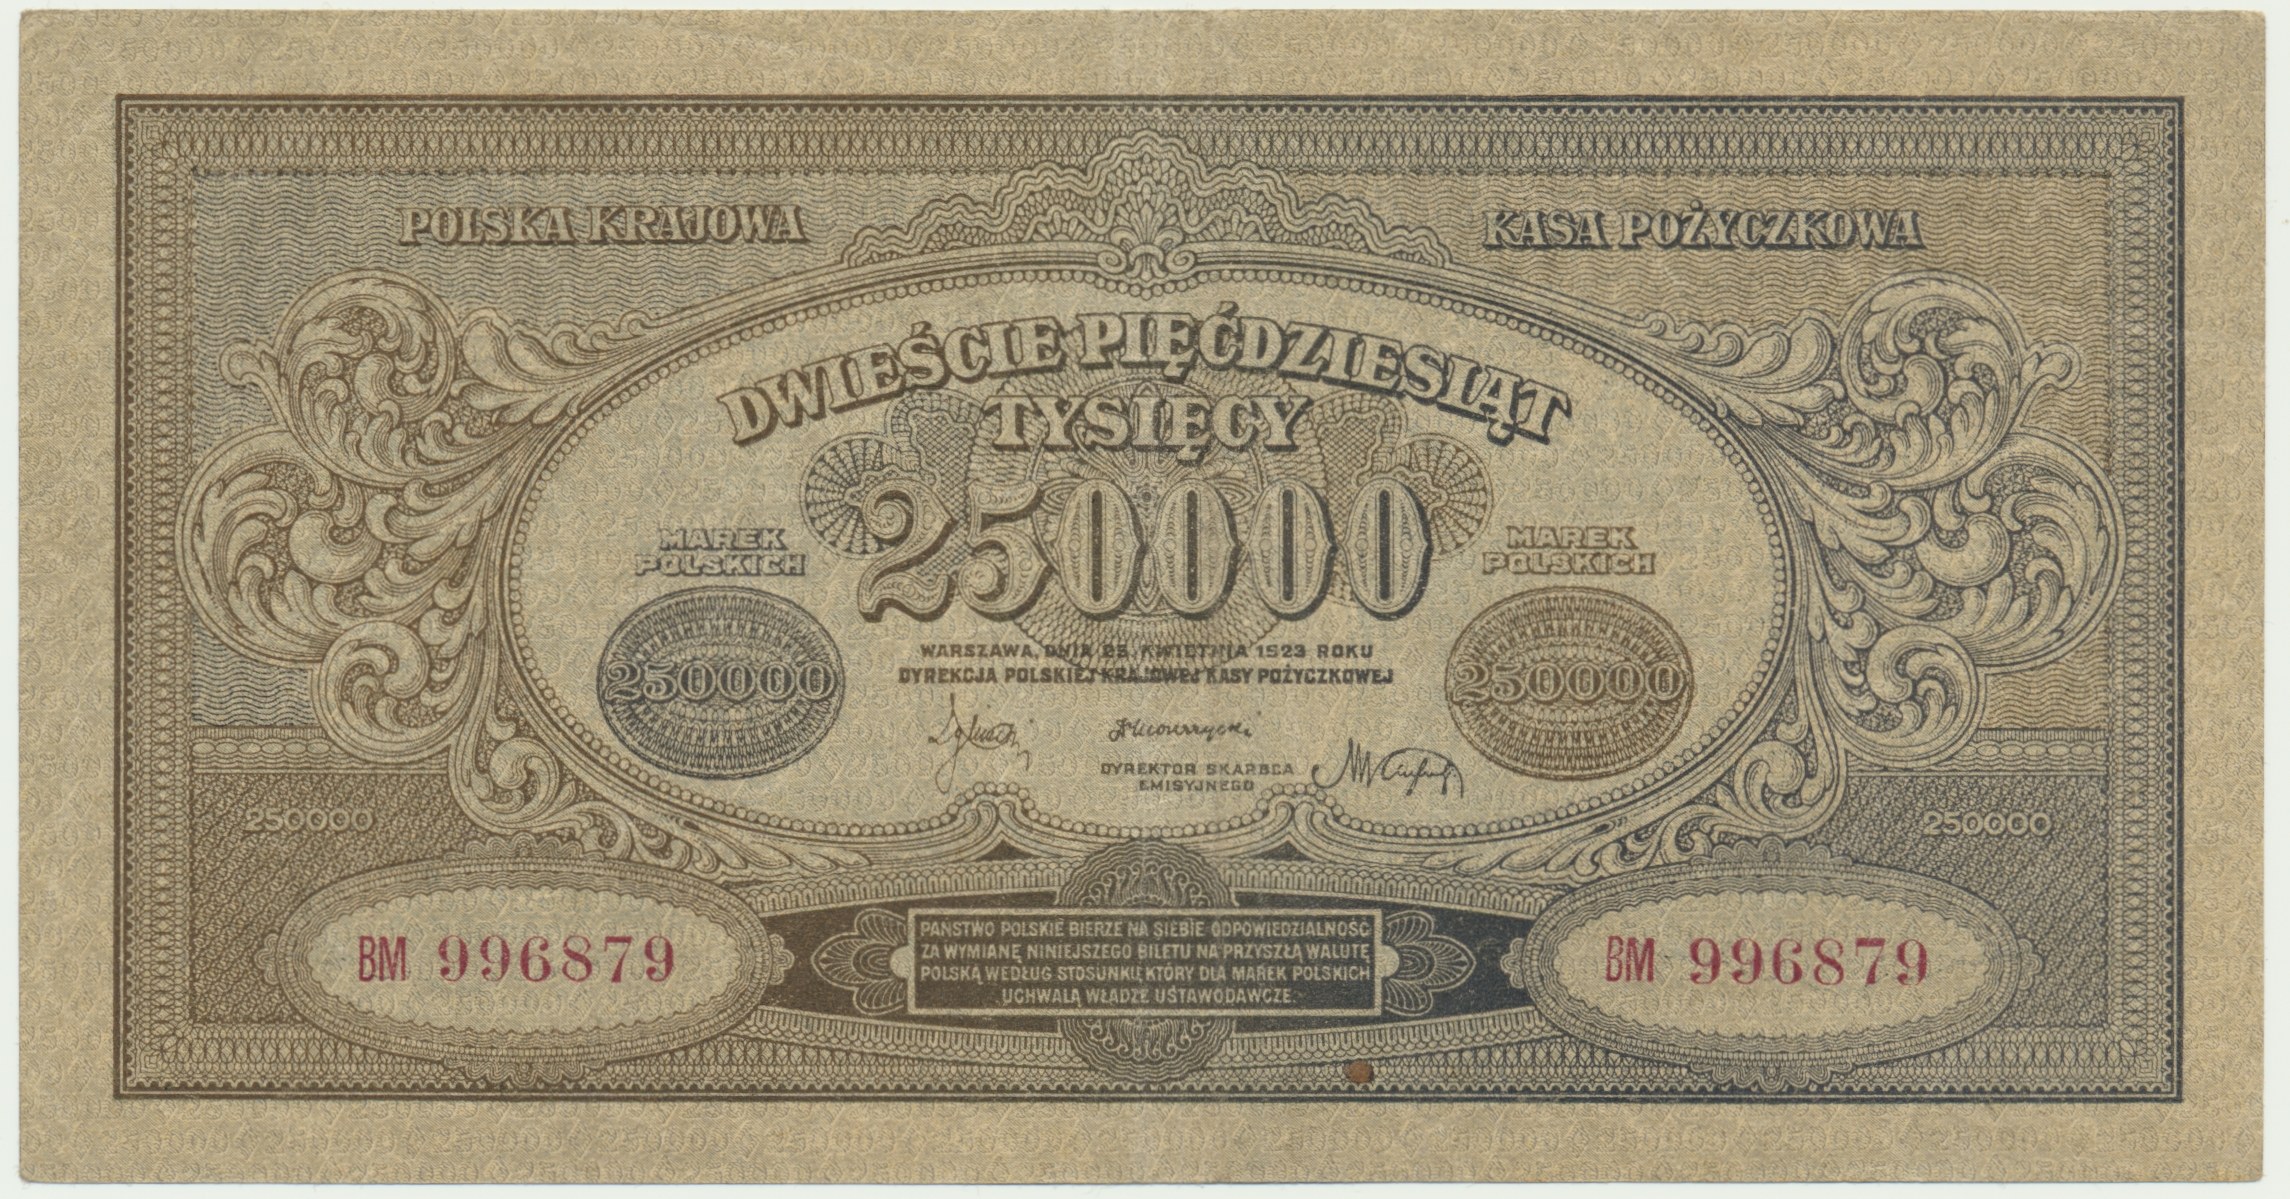 POLSKA KRAJOWA
KASA POŻYCZKOWA
DWIEŚCIE PIĘĆDZIESIĄT
TYSIĘCY
250000
MAREK
POLSKICH
250000
MAREK
POLSKICH
250000
WARSZAWA, DNIA 25. KWIETNIA 1923 ROKU
DYREKCJA POLSKIEJ KRAJOWEJ KASY POŻYCZKOWEJ
DYREKTOR SKARBCA
EMISYJNEGO
250000
250000
BM 996879
PAŃSTWO POLSKIE BIERZE NA SIEBIE ODPOWIEDZIALNOŚĆ
ZA WYMIANĘ NINIEJSZEGO BILETU NA PRZYSZŁĄ WALUTĘ
POLSKĄ WEDŁUG STOSUNKU, KTÓRY DLA MAREK POLSKICH
UCHWALĄ WŁADZE USTAWODAWCZE.
BM 996879